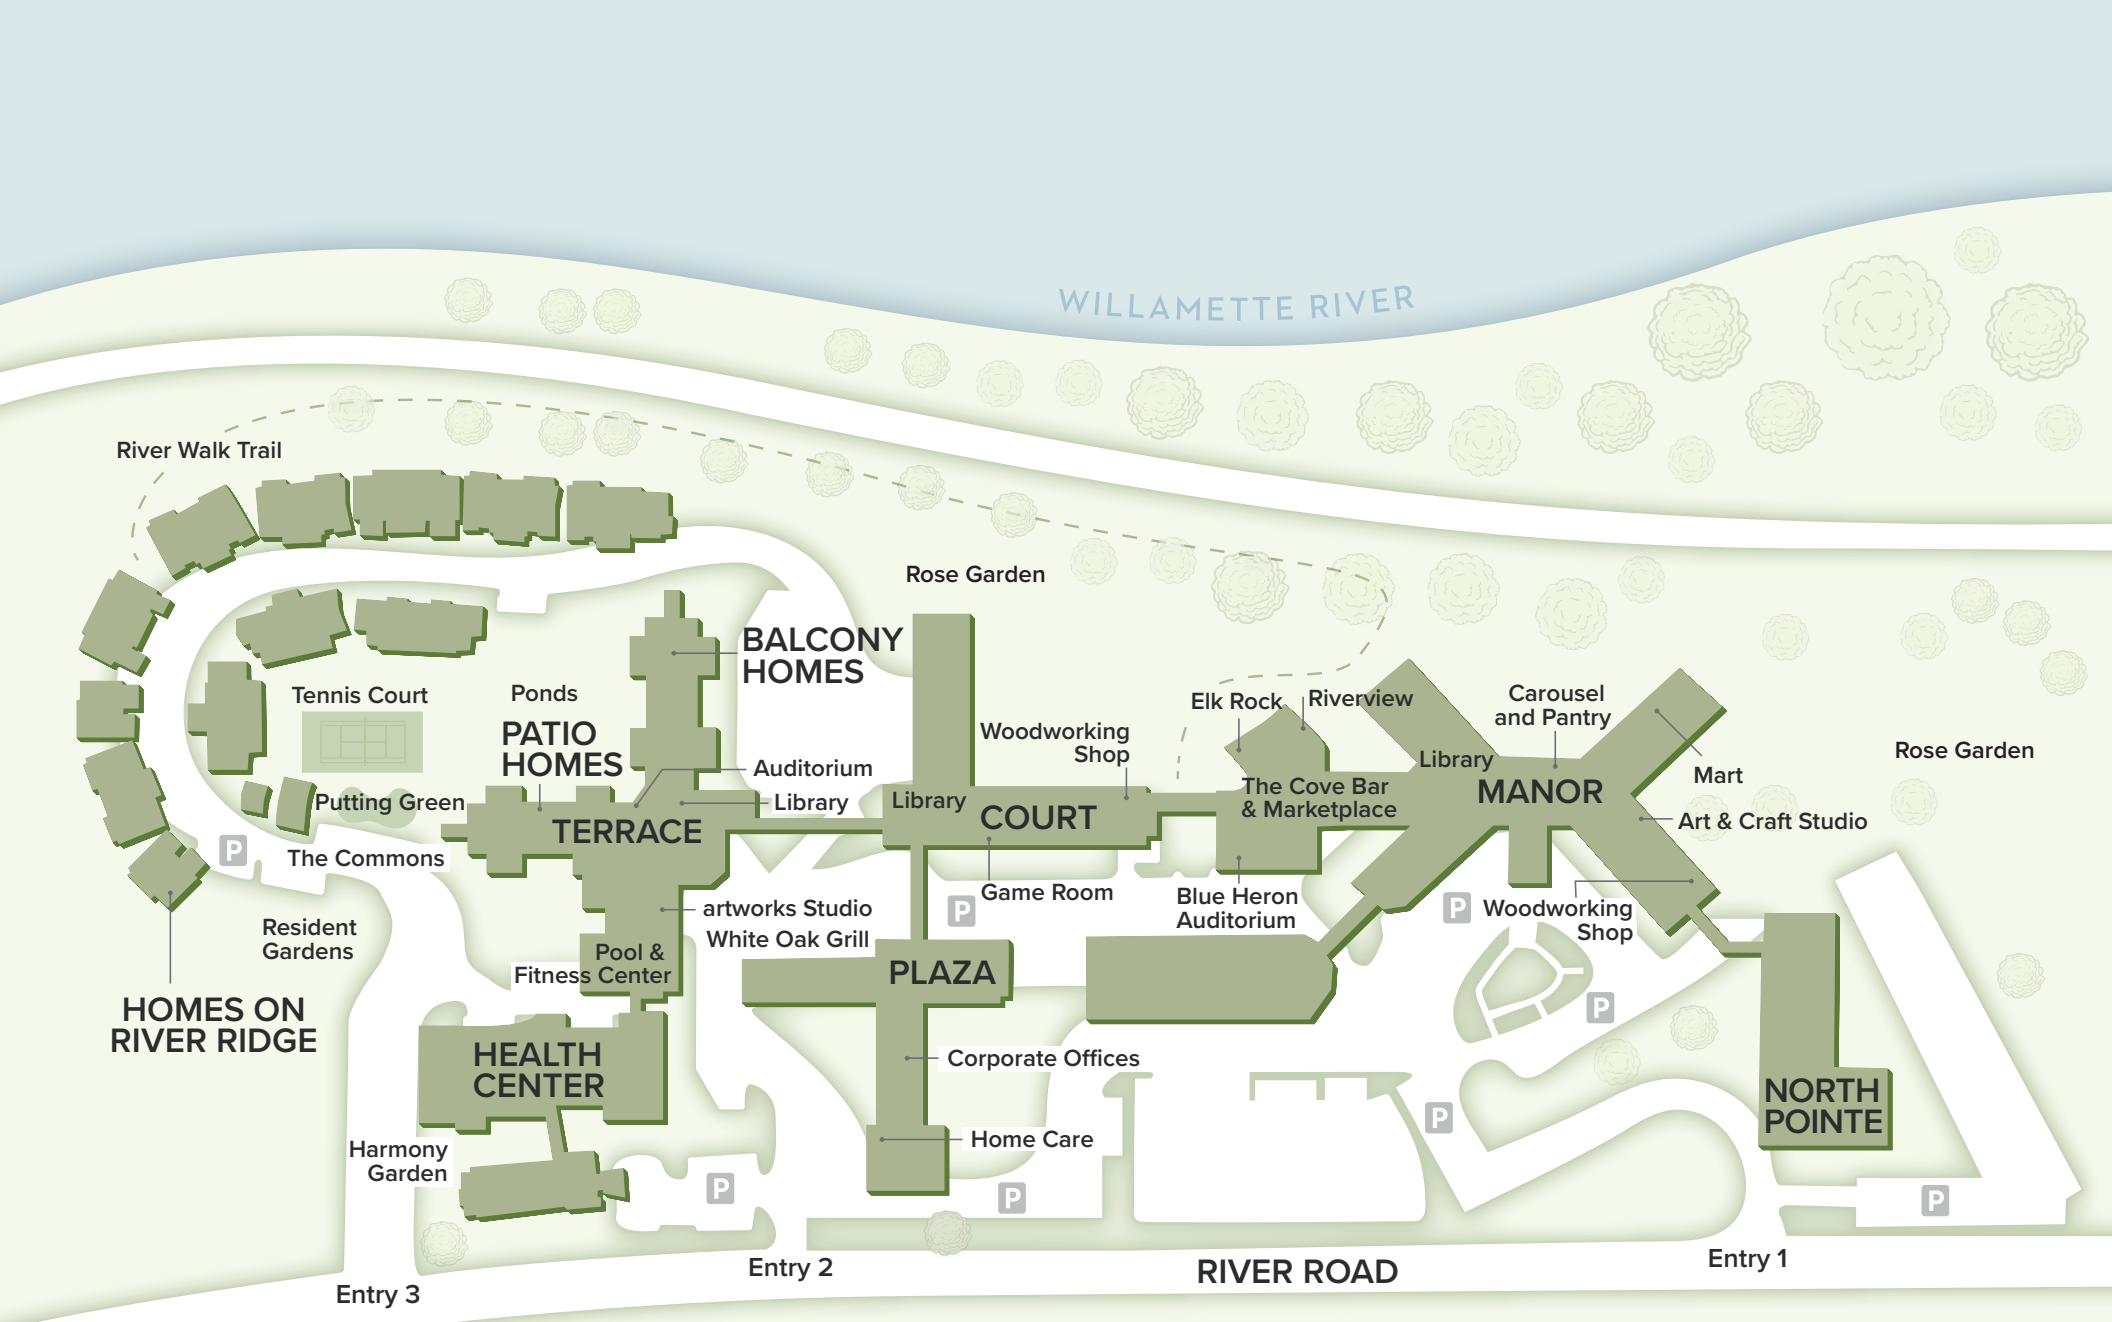 WILLAMETTE RIVER
River Walk Trail
Rose Garden
BALCONY
HOMES
Tennis Court
Ponds
PATIO
HOMES
Auditorium
Library
Putting Green
TERRACE
The Commons
P
Resident
Gardens
HOMES ON
RIVER RIDGE
artworks Studio
White Oak Grill
Pool &
Fitness Center
HEALTH
CENTER
Harmony
Garden
P
Woodworking
Shop
Library
COURT
Game Room
P
PLAZA
Corporate Offices
Home Care
P
Elk Rock
Riverview
The Cove Bar
& Marketplace
Blue Heron
Auditorium
Library
Carousel
and Pantry
MANOR
Mart
Art & Craft Studio
Woodworking
Shop
P
P
P
Rose Garden
NORTH
POINTE
P
Entry 1
Entry 2
Entry 3
RIVER ROAD